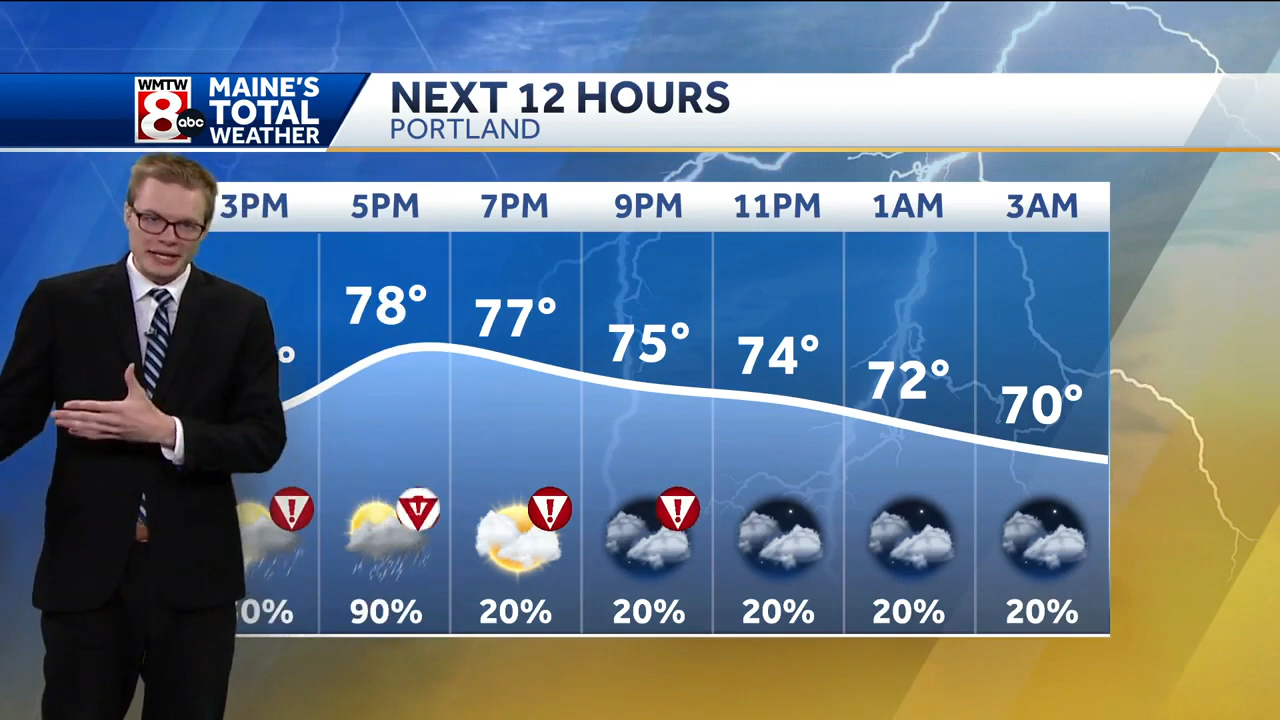 WMTW
8
abc
MAINE'S
TOTAL
WEATHER
NEXT 12 HOURS
PORTLAND
3PM 5PM 7PM 9PM 11PM 1AM 3AM
78° 77° 75° 74° 72° 70°
! ! ! !
90% 20% 20% 20% 20% 20%